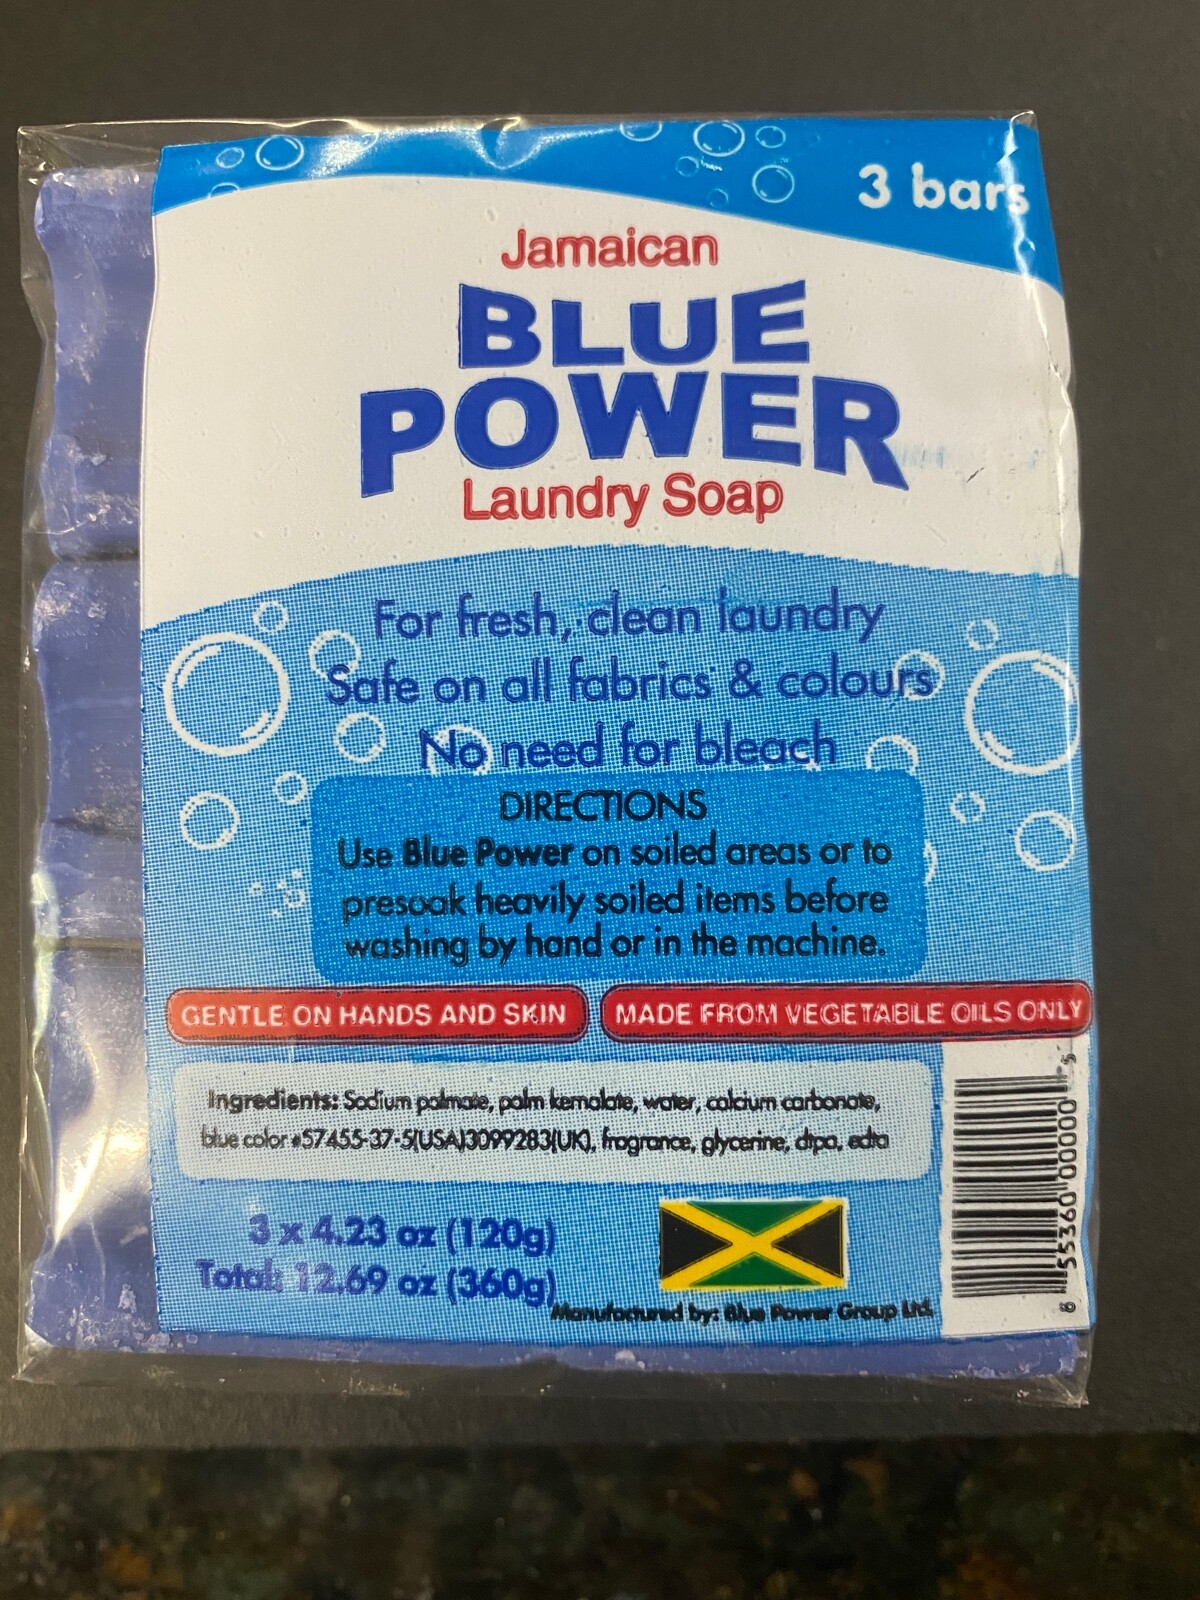 3 bars
Jamaican
BLUE
POWER
Laundry Soap
For fresh, clean laundry
Safe on all fabrics & colours
No need for bleach
DIRECTIONS
Use Blue Power on soiled areas or to
presoak heavily soiled items before
washing by hand or in the machine.
GENTLE ON HANDS AND SKIN
MADE FROM VEGETABLE OILS ONLY
Ingredients: Sodium palmate, palm kernalate, water, calcium carbonate,
blue color #57455-37-5(USA)3099283(UK), fragrance, glycerine, dtpa, edta
3 x 4.23 oz (120g)
Total: 12.69 oz (360g)
Manufactured by: Blue Power Group Ltd.
8 55360 00000 5